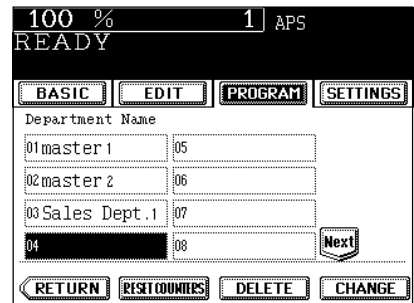 100 % 1 APS
READY
BASIC EDIT PROGRAM SETTINGS
Department Name
01 master 1 05
02 master 2 06
03 Sales Dept.1 07
04 08 Next
RETURN RESET COUNTERS DELETE CHANGE